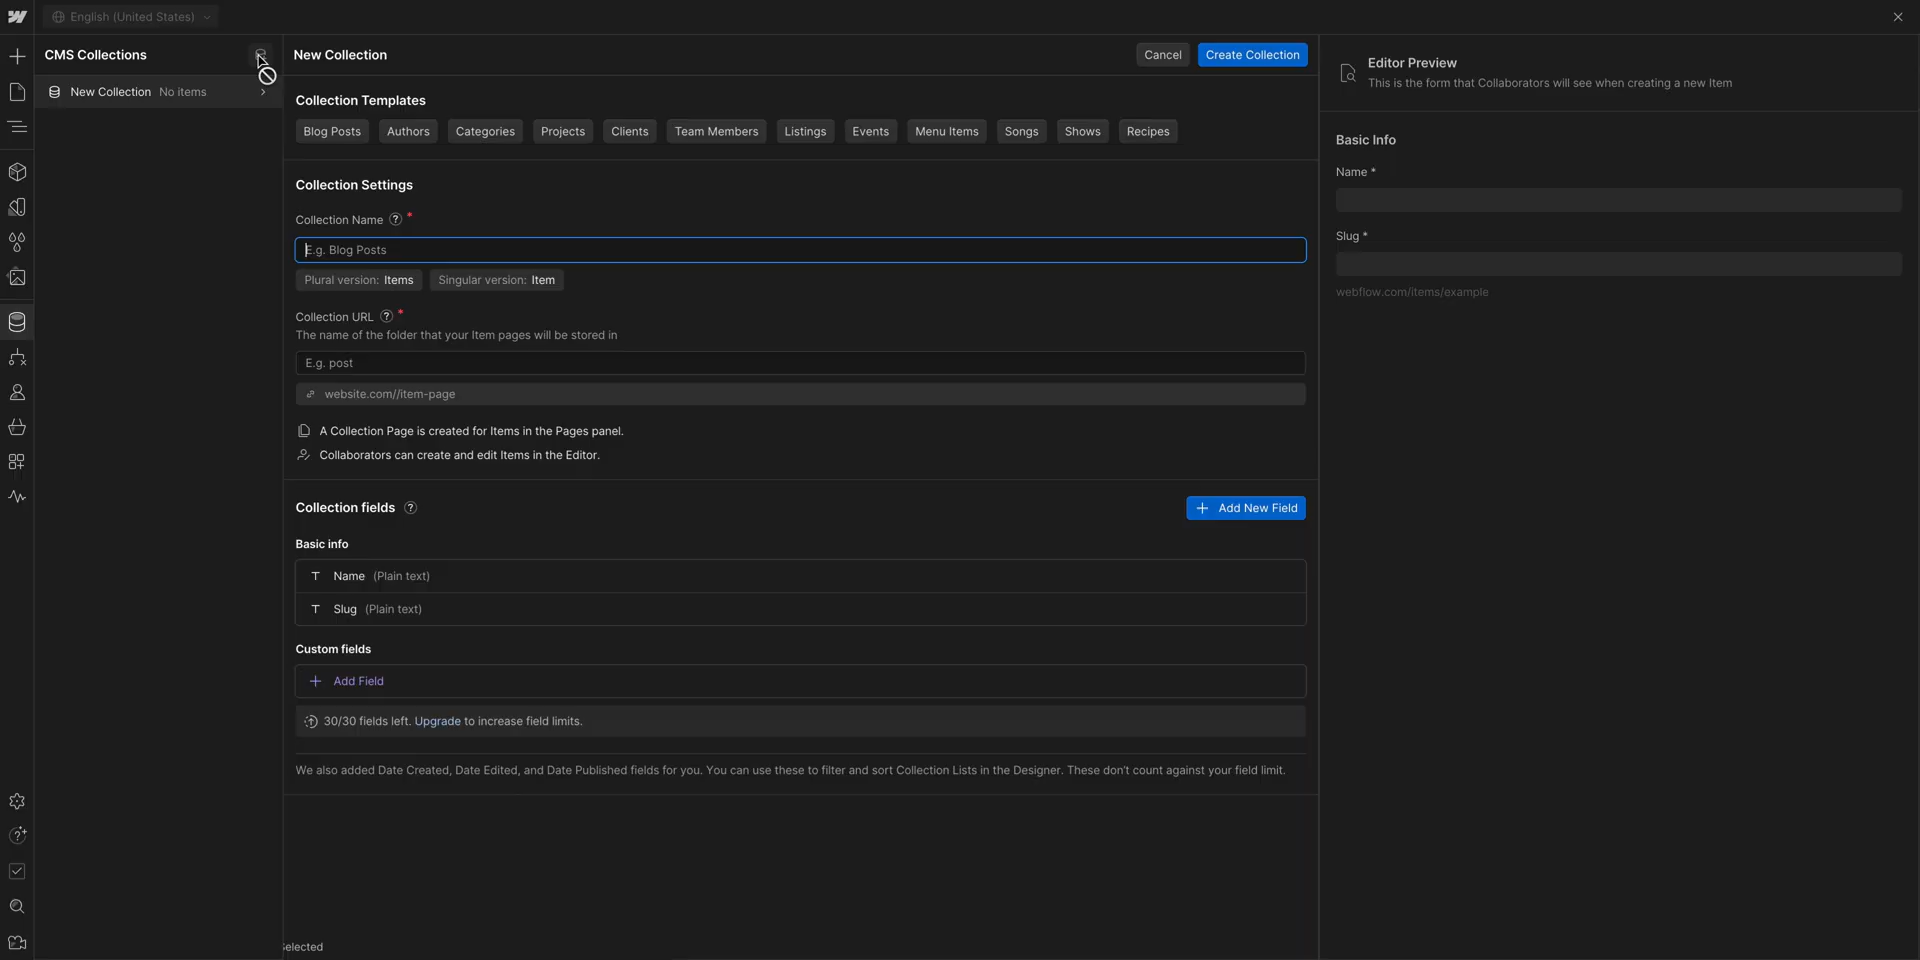 English (United States)
CMS Collections
New Collection No items
New Collection
Cancel
Create Collection
Collection Templates
Blog Posts Authors Categories Projects Clients Team Members Listings Events Menu Items Songs Shows Recipes
Collection Settings
Collection Name ? *
E.g. Blog Posts
Plural version: Items Singular version: Item
Collection URL ? *
The name of the folder that your Item pages will be stored in
E.g. post
website.com//item-page
A Collection Page is created for Items in the Pages panel.
Collaborators can create and edit Items in the Editor.
Collection fields ?
+ Add New Field
Basic info
Name (Plain text)
Slug (Plain text)
Custom fields
+ Add Field
30/30 fields left. Upgrade to increase field limits.
We also added Date Created, Date Edited, and Date Published fields for you. You can use these to filter and sort Collection Lists in the Designer. These don't count against your field limit.
Selected
Editor Preview
This is the form that Collaborators will see when creating a new Item
Basic Info
Name *
Slug *
webflow.com/items/example